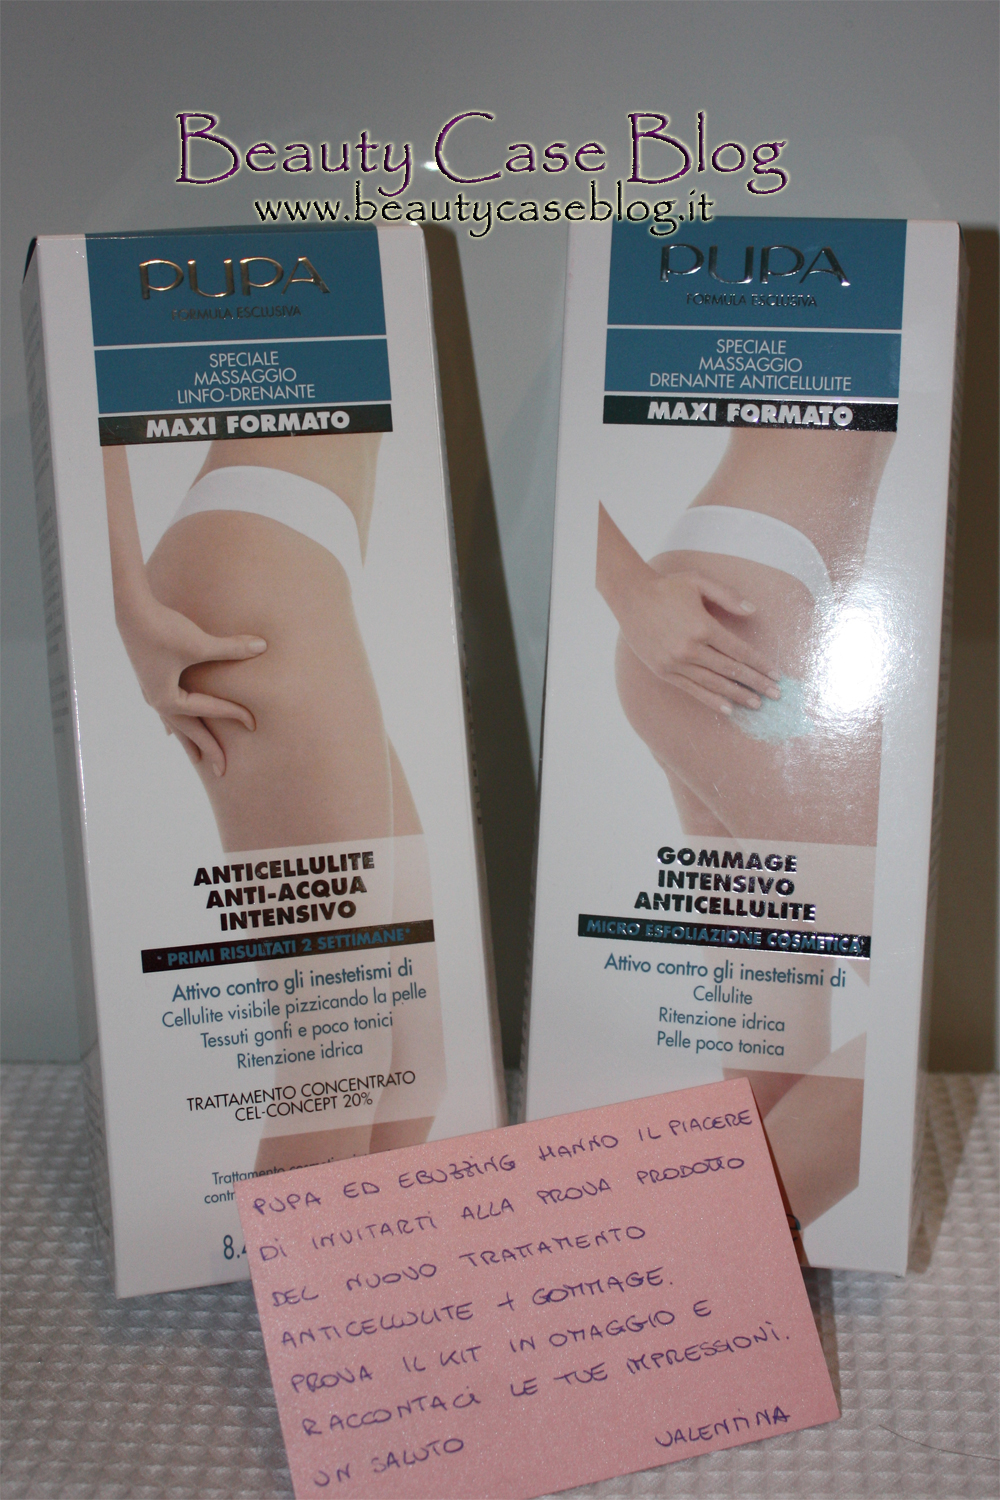 Beauty Case Blog
www.beautycaseblog.it
PUPA
FORMULA ESCLUSIVA
SPECIALE
MASSAGGIO
LINFO-DRENANTE
MAXI FORMATO
ANTICELLULITE
ANTI-ACQUA
INTENSIVO
* PRIMI RISULTATI 2 SETTIMANE*
Attivo contro gli inestetismi di
Cellulite visibile pizzicando la pelle
Tessuti gonfi e poco tonici
Ritenzione idrica
TRATTAMENTO CONCENTRATO
CEL-CONCEPT 20%
Trattamento
PUPA
FORMULA ESCLUSIVA
SPECIALE
MASSAGGIO
DRENANTE ANTICELLULITE
MAXI FORMATO
GOMMAGE
INTENSIVO
ANTICELLULITE
MICRO ESFOLIAZIONE COSMETICA
Attivo contro gli inestetismi di
Cellulite
Ritenzione idrica
Pelle poco tonica
PUPA ED EBUZZING HANNO IL PIACERE
DI INVITARTI ALLA PROVA PRODOTTO
DEL NUOVO TRATTAMENTO
ANTICELLULITE + GOMMAGE.
PROVA IL KIT IN OMAGGIO E
RACCONTACI LE TUE IMPRESSIONI.
UN SALUTO VALENTINA